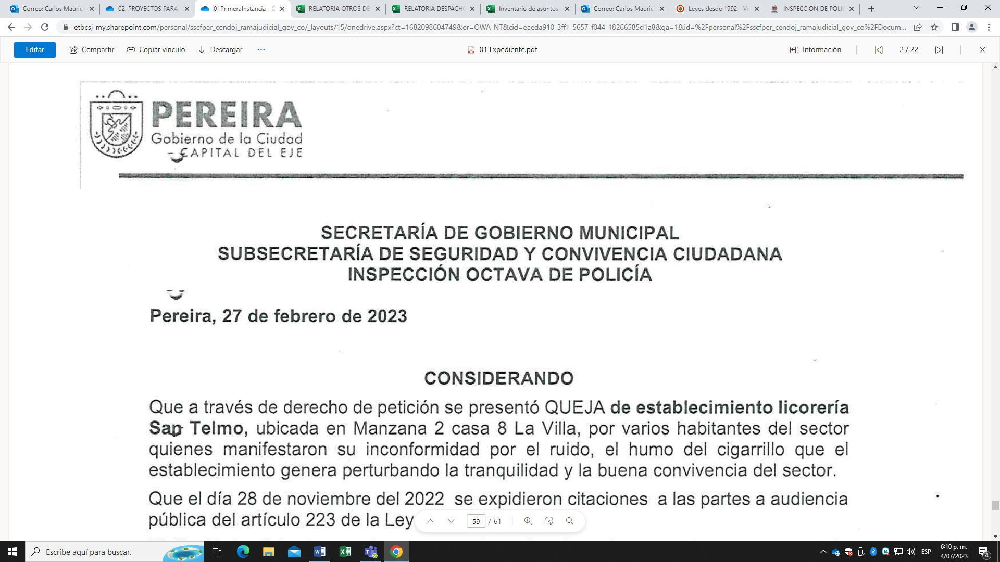 Correo: Carlos Maurici
02. PROYECTOS PARA
01PrimeraInstancia - C
RELATORÍA OTROS DE
RELATORIA DESPACHO
Inventario de asuntos
Correo: Carlos Maurici
Leyes desde 1992 - Vi
INSPECCIÓN DE POLIC
etbcsj-my.sharepoint.com/personal/sscfper_cendoj_ramajudicial_gov_co/_layouts/15/onedrive.aspx?ct=1682098604749&or=OWA-NT&cid=eaeda910-3ff1-5657-f044-18266585d1a8&ga=1&id=%2Fpersonal%2Fsscfper_cendoj_ramajudicial_gov_co%2FDocum...
Editar
Compartir
Copiar vínculo
Descargar
01 Expediente.pdf
Información
2 / 22
PEREIRA
Gobierno de la Ciudad
CAPITAL DEL EJE
SECRETARÍA DE GOBIERNO MUNICIPAL
SUBSECRETARÍA DE SEGURIDAD Y CONVIVENCIA CIUDADANA
INSPECCIÓN OCTAVA DE POLICÍA
Pereira, 27 de febrero de 2023
CONSIDERANDO
Que a través de derecho de petición se presentó QUEJA de establecimiento licorería
San Telmo, ubicada en Manzana 2 casa 8 La Villa, por varios habitantes del sector
quienes manifestaron su inconformidad por el ruido, el humo del cigarrillo que el
establecimiento genera perturbando la tranquilidad y la buena convivencia del sector.
Que el día 28 de noviembre del 2022 se expidieron citaciones a las partes a audiencia
pública del artículo 223 de la Ley
59 / 61
Escribe aquí para buscar.
ESP
6:10 p. m.
4/07/2023
4